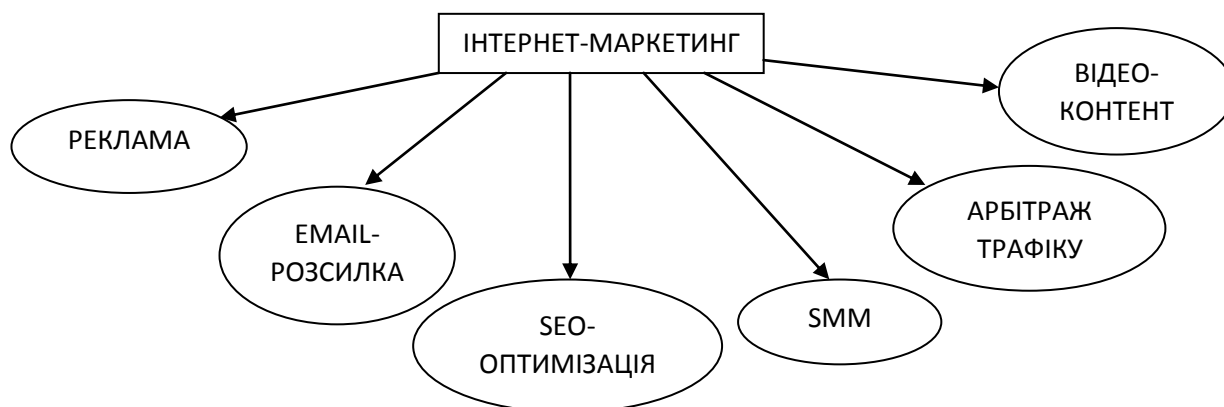 ІНТЕРНЕТ-МАРКЕТИНГ
РЕКЛАМА
EMAIL-
РОЗСИЛКА
SEO-
ОПТИМІЗАЦІЯ
SMM
АРБІТРАЖ
ТРАФІКУ
ВІДЕО-
КОНТЕНТ